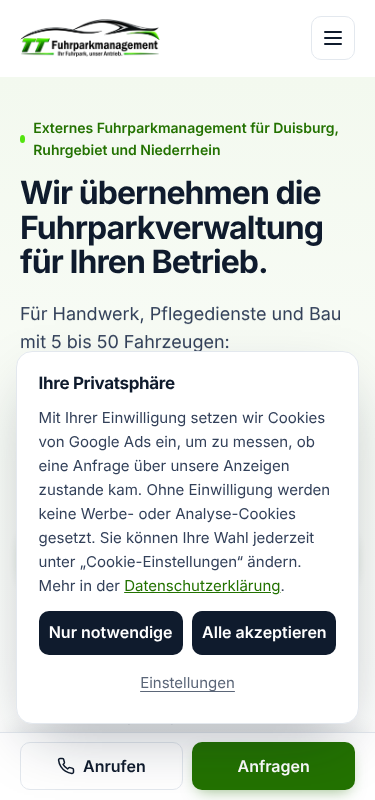 TT Fuhrparkmanagement
Ihr Fuhrpark, unser Antrieb.
Externes Fuhrparkmanagement für Duisburg,
Ruhrgebiet und Niederrhein
Wir übernehmen die
Fuhrparkverwaltung
für Ihren Betrieb.
Für Handwerk, Pflegedienste und Bau
mit 5 bis 50 Fahrzeugen:
Ihre Privatsphäre
Mit Ihrer Einwilligung setzen wir Cookies
von Google Ads ein, um zu messen, ob
eine Anfrage über unsere Anzeigen
zustande kam. Ohne Einwilligung werden
keine Werbe- oder Analyse-Cookies
gesetzt. Sie können Ihre Wahl jederzeit
unter „Cookie-Einstellungen“ ändern.
Mehr in der Datenschutzerklärung.
Nur notwendige
Alle akzeptieren
Einstellungen
Anrufen
Anfragen